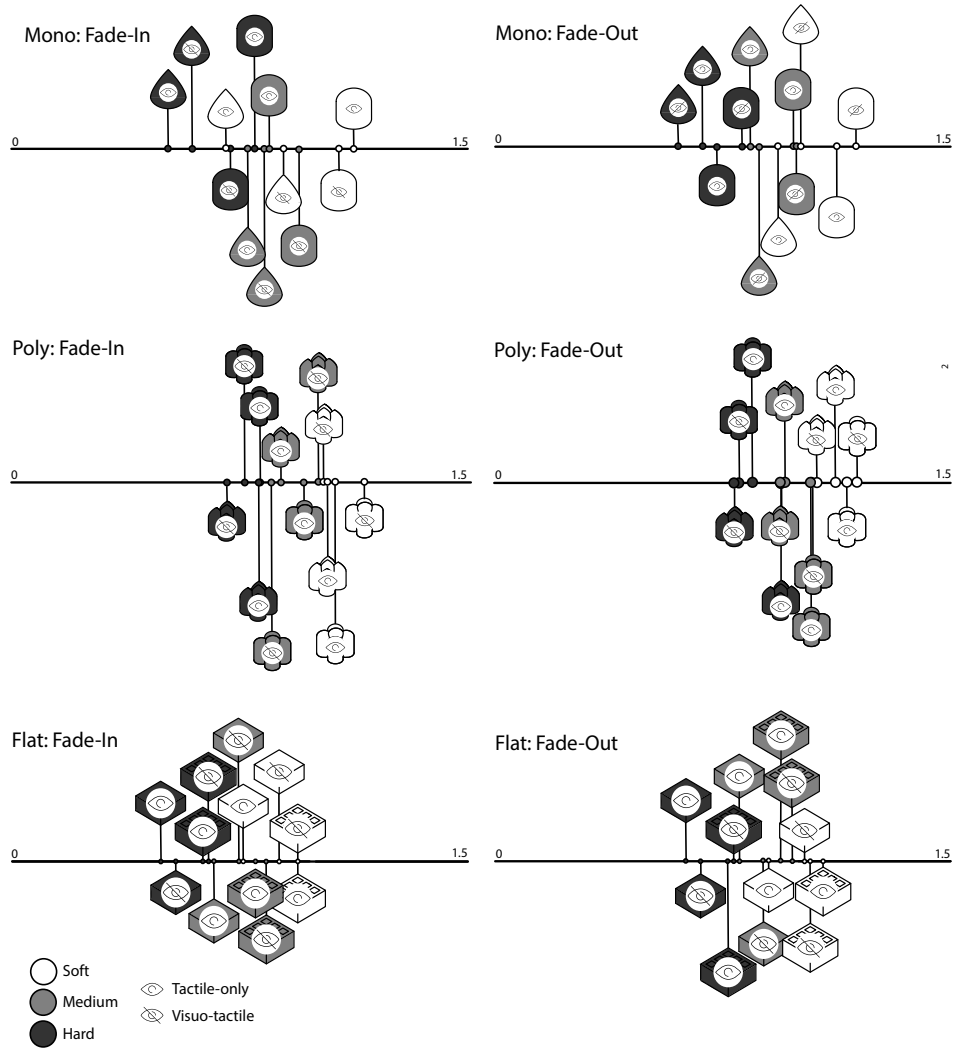 Mono: Fade-In
Mono: Fade-Out
0
1.5
0
1.5
Poly: Fade-In
Poly: Fade-Out
2
0
1.5
0
1.5
Flat: Fade-In
Flat: Fade-Out
0
1.5
0
1.5
Soft
Medium
Hard
Tactile-only
Visuo-tactile